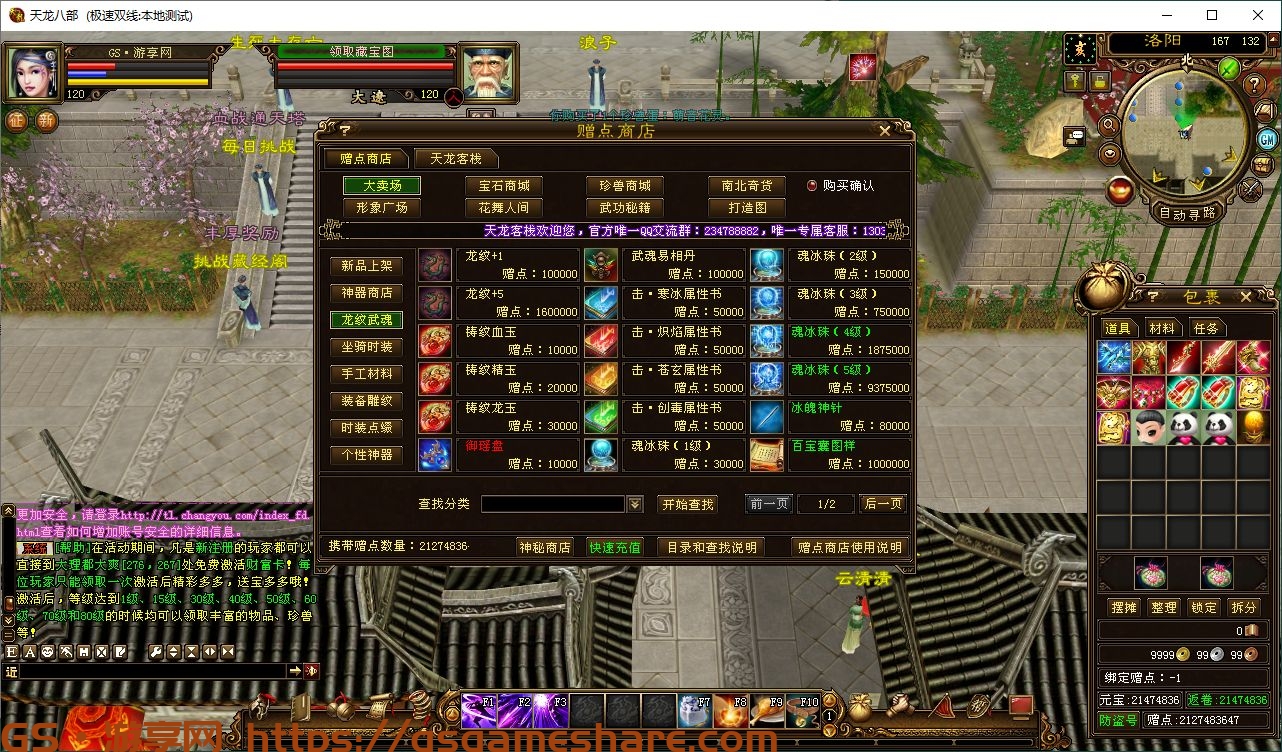 天龙八部 (极速双线:本地测试)
GS·游享网
120
领取藏宝图
大遼
120
浪子
洛阳 167 132
玄
北
GM
征 新
血战通天塔
每日挑战
丰厚奖励
挑战藏经阁
自动寻路
赠点商店
赠点商店 天龙客栈
大卖场 宝石商城 珍兽商城 南北奇货 购买确认
形象广场 花舞人间 武功秘籍 打造图
天龙客栈欢迎您，官方唯一QQ交流群：234788882，唯一专属客服：1303
新品上架
神器商店
龙纹武魂
坐骑时装
手工材料
装备雕纹
时装点缀
个性神器
龙纹+1 武魂易相丹 魂冰珠（2级）
赠点：100000 赠点：100000 赠点：150000
龙纹+5 击·寒冰属性书 魂冰珠（3级）
赠点：1600000 赠点：50000 赠点：750000
铸纹血玉 击·炽焰属性书 魂冰珠（4级）
赠点：10000 赠点：50000 赠点：1875000
铸纹精玉 击·苍玄属性书 魂冰珠（5级）
赠点：20000 赠点：50000 赠点：9375000
铸纹龙玉 击·创毒属性书 冰魄神针
赠点：30000 赠点：50000 赠点：80000
御瑶盘 魂冰珠（1级） 百宝囊图样
赠点：10000 赠点：30000 赠点：1000000
查找分类 开始查找 前一页 1/2 后一页
携带赠点数量：21274836
神秘商店 快速充值 目录和查找说明 赠点商店使用说明
包裹
道具 材料 任务
摆摊 整理 锁定 拆分
0
9999 99 99
绑定赠点：-1
元宝:21474836 返卷:21474836
防盗号 赠点:2127483647
更加安全，请登录http://tl.changyou.com/index_fd.
html查看如何增加账号安全的详细信息。
[帮助]在活动期间，凡是新注册的玩家都可以
直接到大理都大爽[276，267]处免费激活财富卡！每
位玩家只能领取一次激活后精彩多多，送宝多多哦！
激活后，等级达到1级、15级、30级、40级、50级、60
级、70级和80级的时候均可以领取丰富的物品、珍兽
等！
近
云清清
F1 F2 F3 F7 F8 F9 F10
1
GS·游享网 https://gsgameshare.com